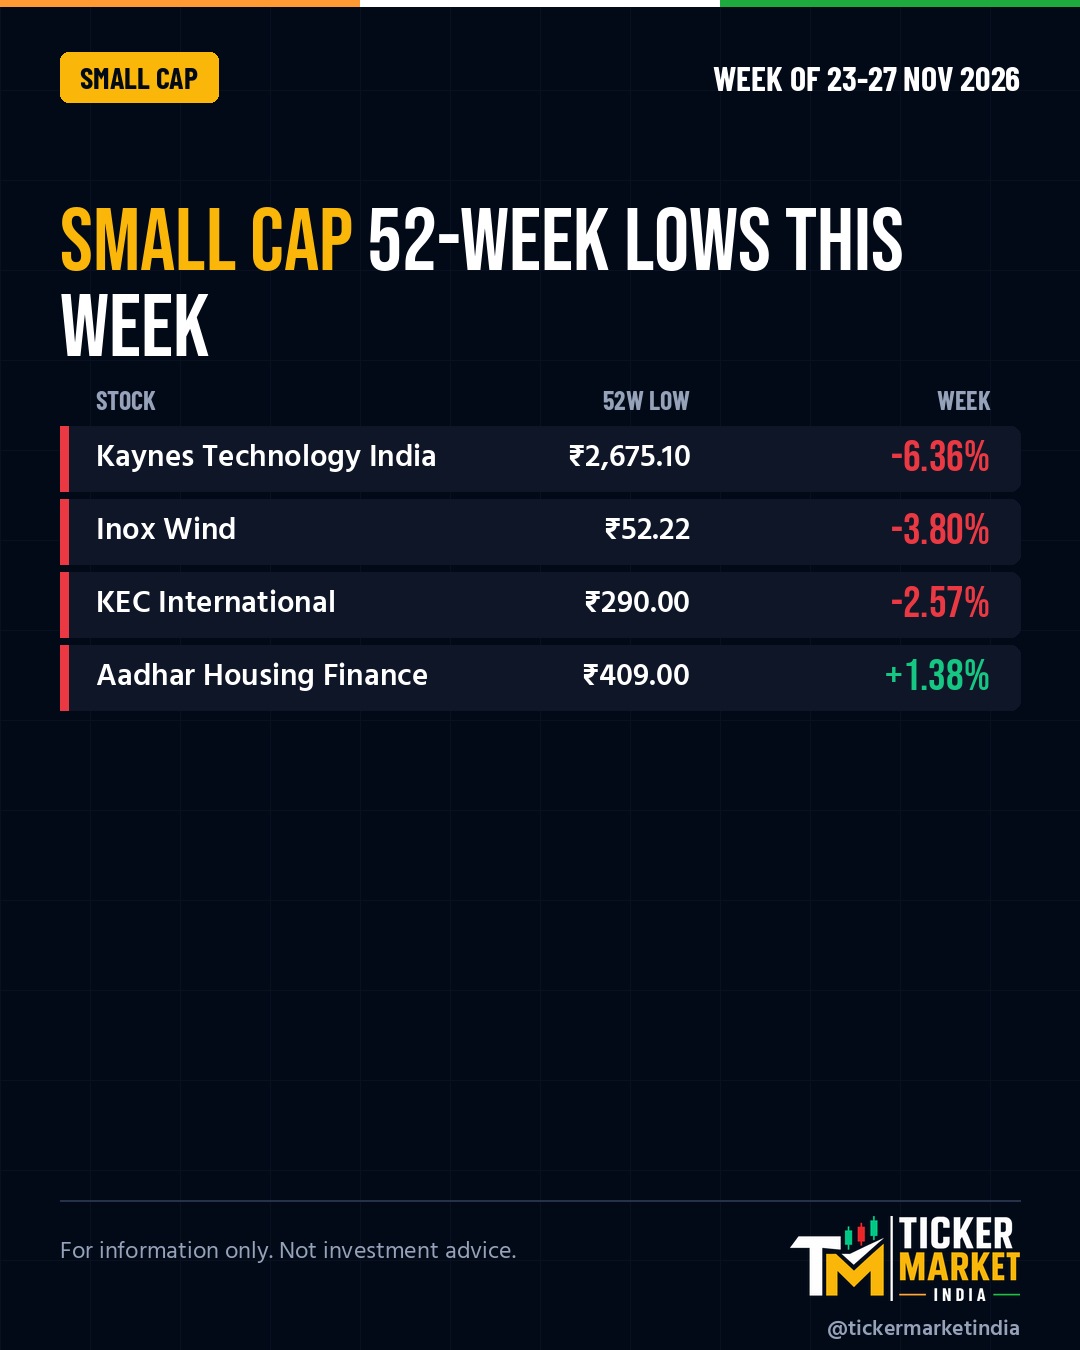 SMALL CAP
WEEK OF 23-27 NOV 2026
SMALL CAP 52-WEEK LOWS THIS
WEEK
STOCK 52W LOW WEEK
Kaynes Technology India ₹2,675.10 -6.36%
Inox Wind ₹52.22 -3.80%
KEC International ₹290.00 -2.57%
Aadhar Housing Finance ₹409.00 +1.38%
For information only. Not investment advice.
TM
TICKER
MARKET
INDIA
@tickermarketindia